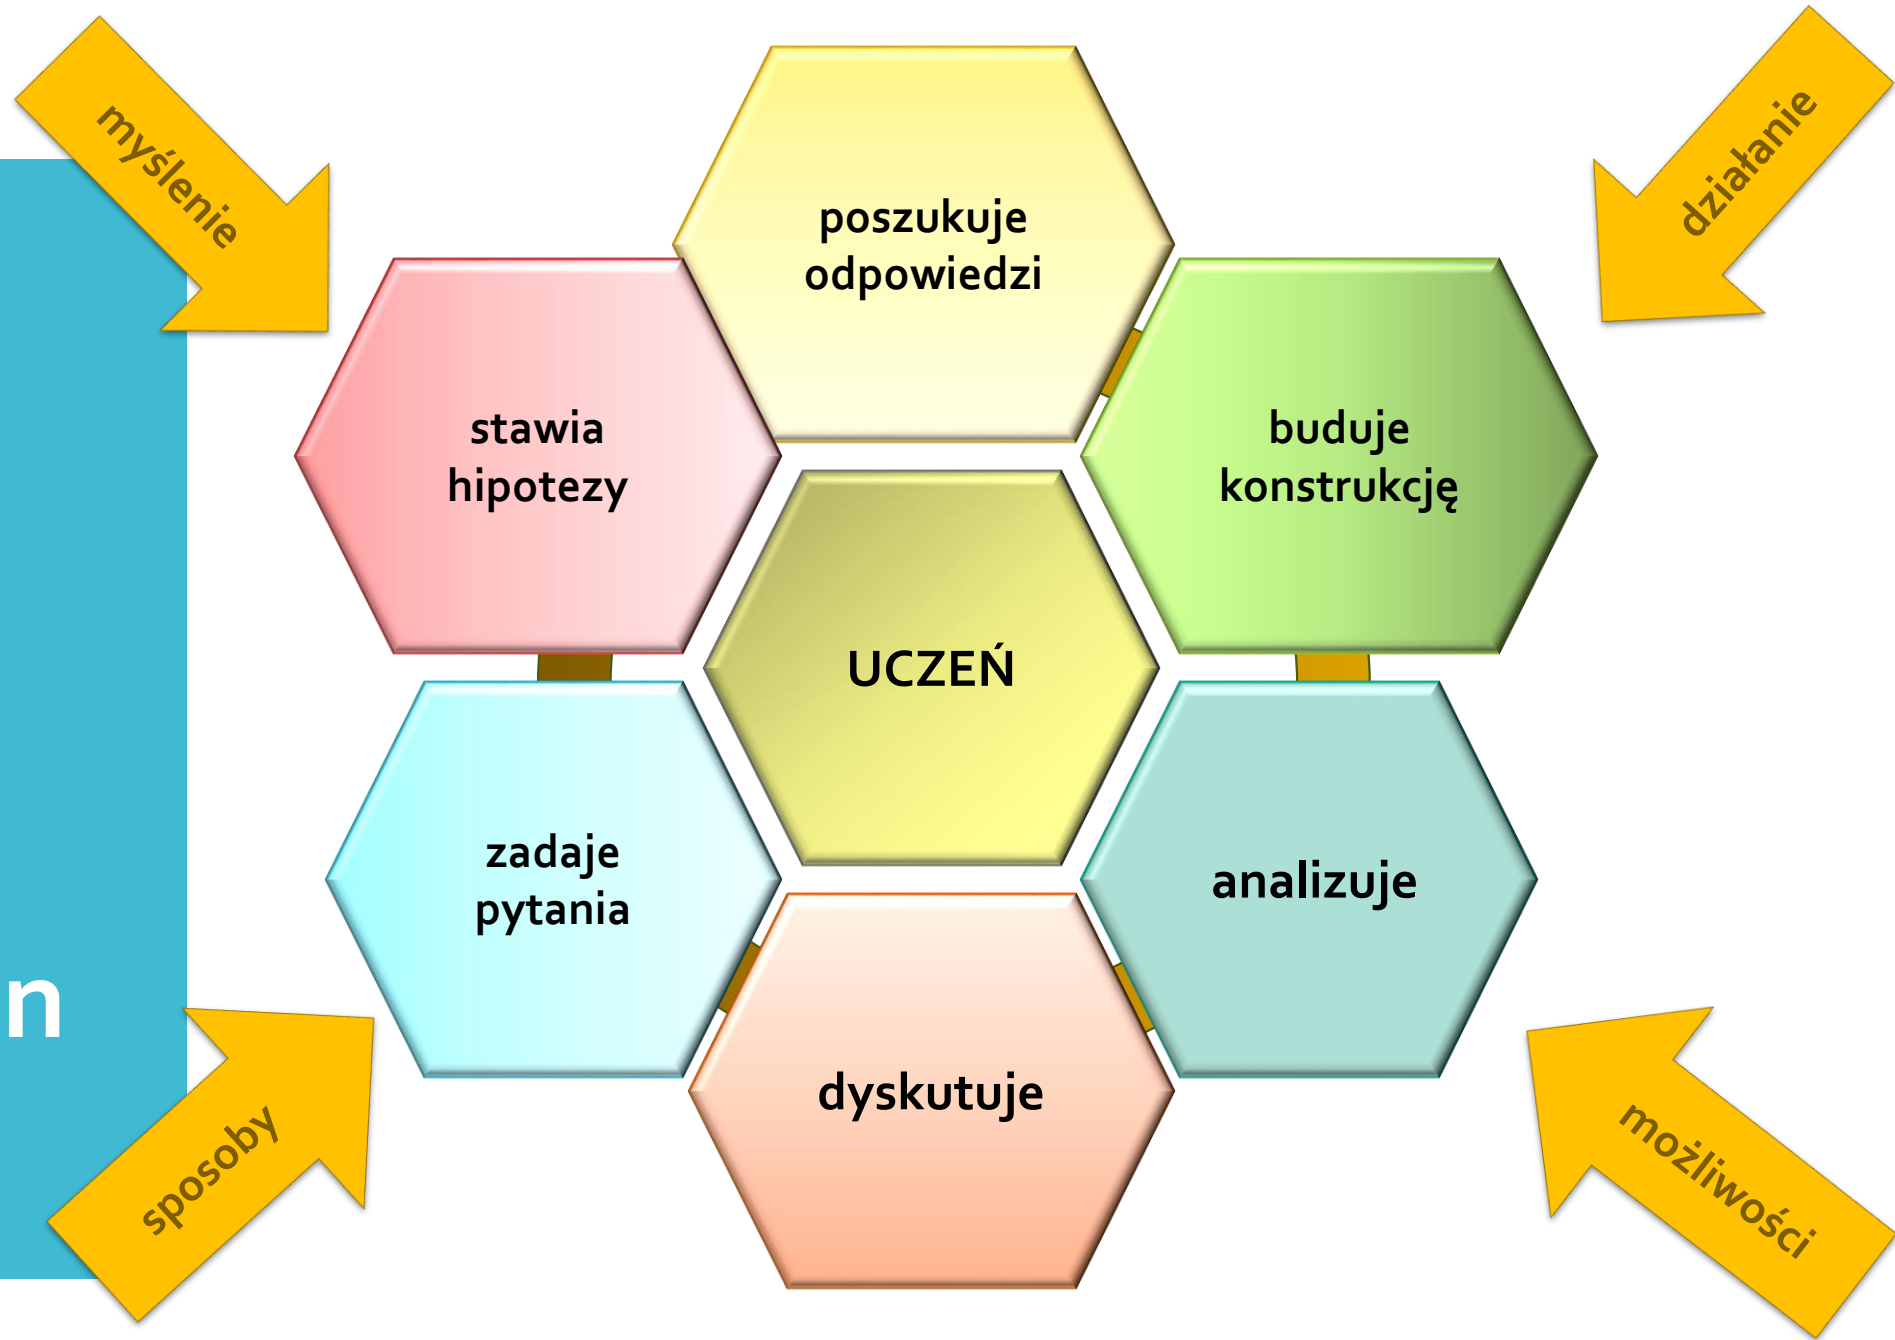 myślenie
działanie
poszukuje
odpowiedzi
stawia
hipotezy
buduje
konstrukcję
UCZEŃ
zadaje
pytania
analizuje
dyskutuje
n
sposoby
możliwości